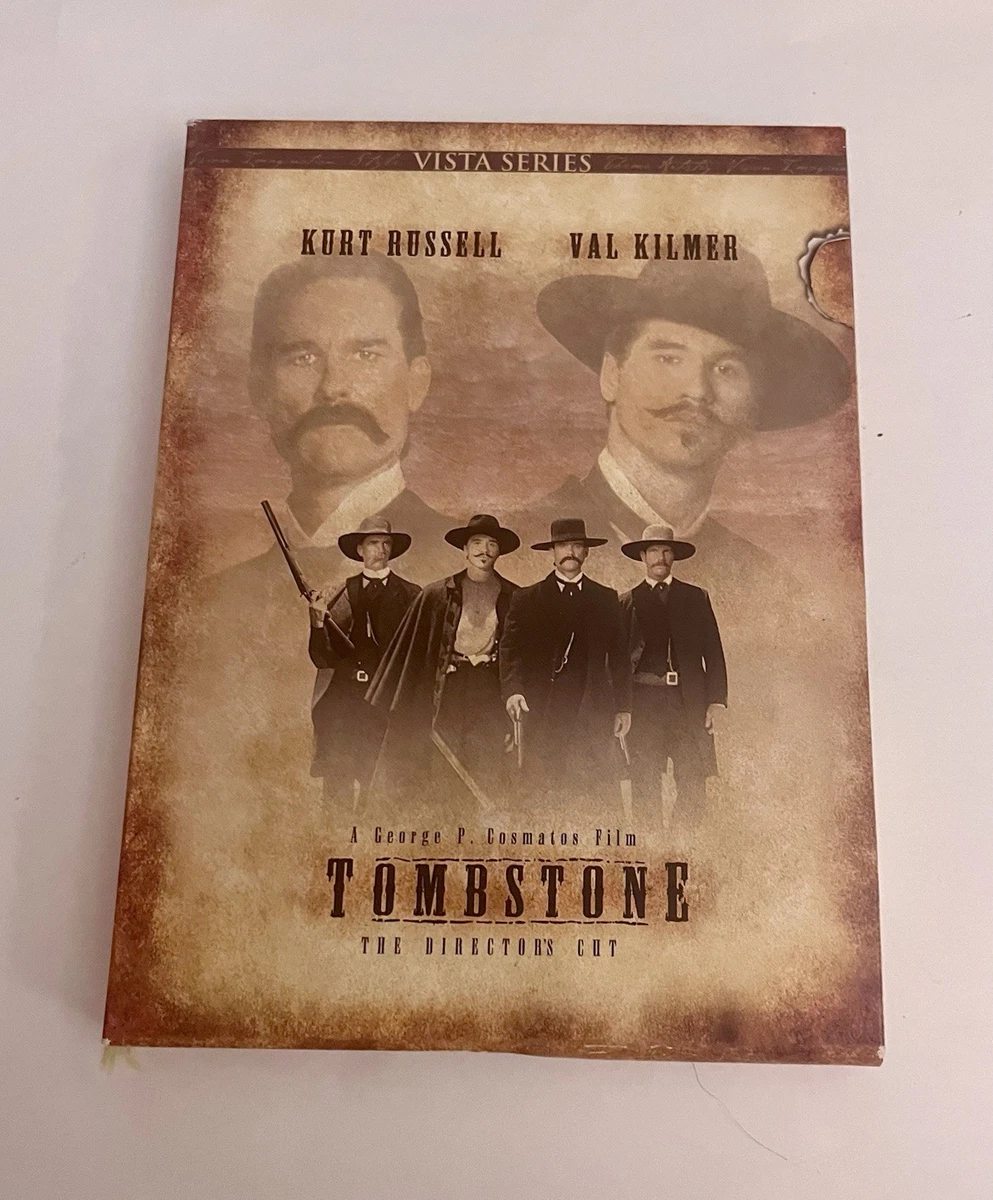 VISTA SERIES
KURT RUSSELL VAL KILMER
A George P. Cosmatos Film
TOMBSTONE
THE DIRECTOR'S CUT